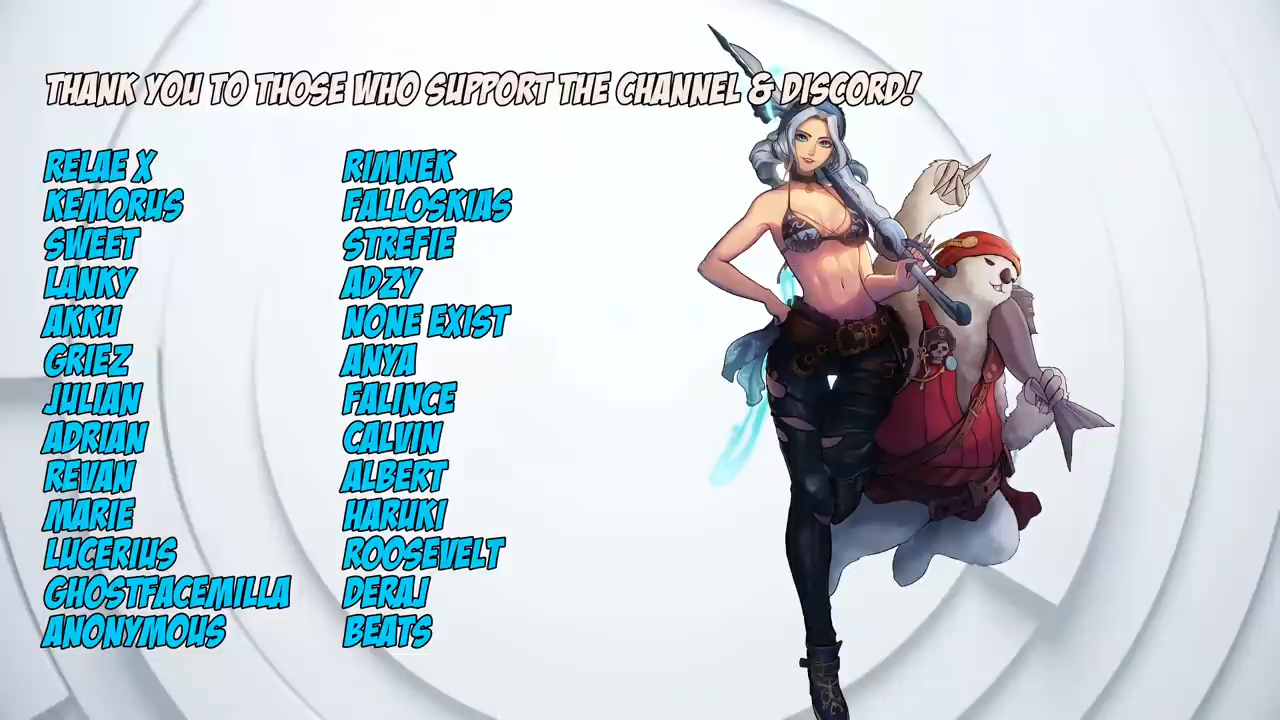 THANK YOU TO THOSE WHO SUPPORT THE CHANNEL & DISCORD!
RELAE X
KEMORUS
SWEET
LANKY
AKKU
GRIEZ
JULIAN
ADRIAN
REVAN
MARIE
LUCERIUS
GHOSTFACEMILLA
ANONYMOUS
RIMNEK
FALLOSKIAS
STREFIE
ADZY
NONE EXIST
ANYA
FALINCE
CALVIN
ALBERT
HARUKI
ROOSEVELT
DERAJ
BEATS